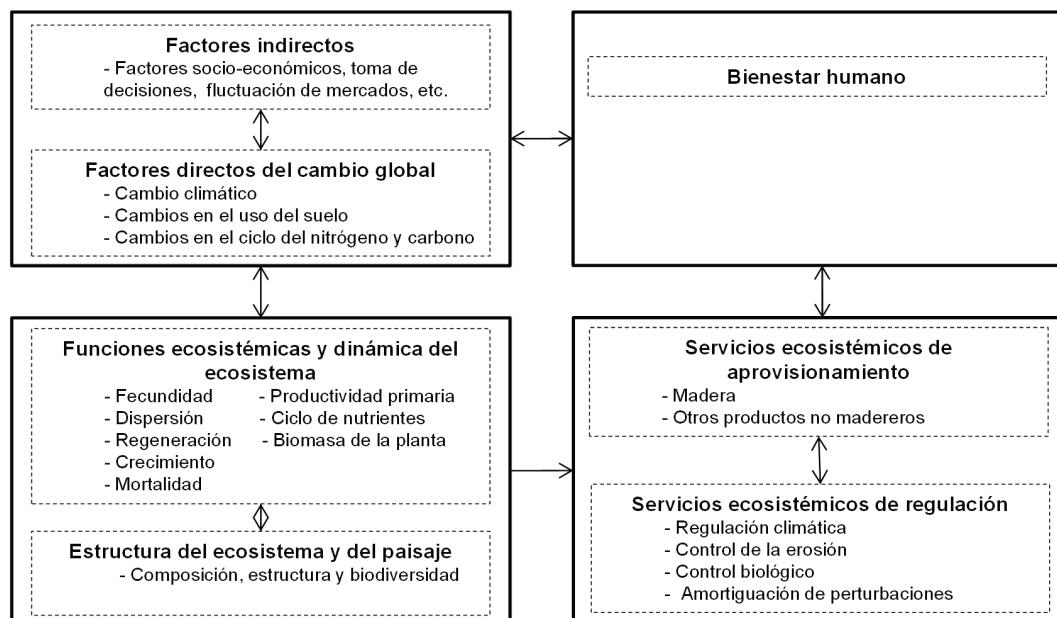 Factores indirectos
- Factores socio-económicos, toma de
decisiones, fluctuación de mercados, etc.
Factores directos del cambio global
- Cambio climático
- Cambios en el uso del suelo
- Cambios en el ciclo del nitrógeno y carbono
Bienestar humano
Funciones ecosistémicas y dinámica del
ecosistema
- Fecundidad
- Dispersión
- Regeneración
- Crecimiento
- Mortalidad
- Productividad primaria
- Ciclo de nutrientes
- Biomasa de la planta
Estructura del ecosistema y del paisaje
- Composición, estructura y biodiversidad
Servicios ecosistémicos de
aprovisionamiento
- Madera
- Otros productos no madereros
Servicios ecosistémicos de regulación
- Regulación climática
- Control de la erosión
- Control biológico
- Amortiguación de perturbaciones